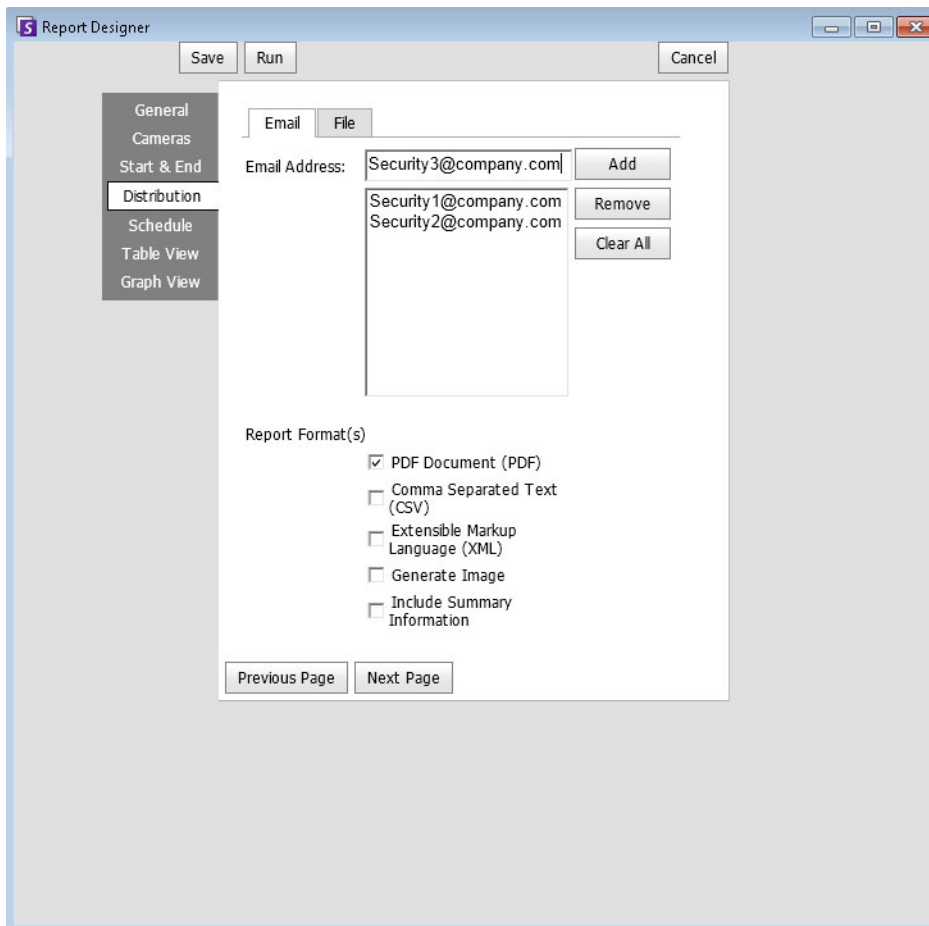 Report Designer
Save
Run
Cancel
General
Cameras
Start & End
Distribution
Schedule
Table View
Graph View
Email
File
Email Address:
Security3@company.com
Add
Security1@company.com
Security2@company.com
Remove
Clear All
Report Format(s)
PDF Document (PDF)
Comma Separated Text
(CSV)
Extensible Markup
Language (XML)
Generate Image
Include Summary
Information
Previous Page
Next Page